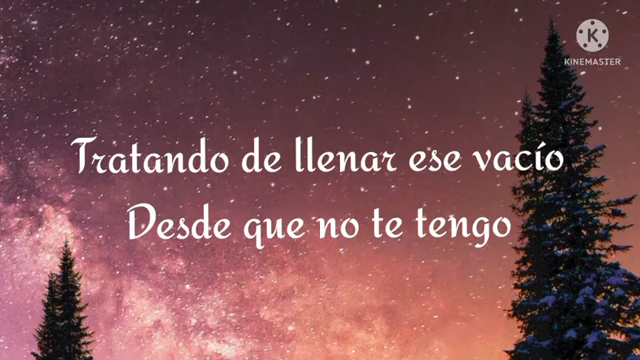 KINEMASTER
Tratando de llenar ese vacío
Desde que no te tengo